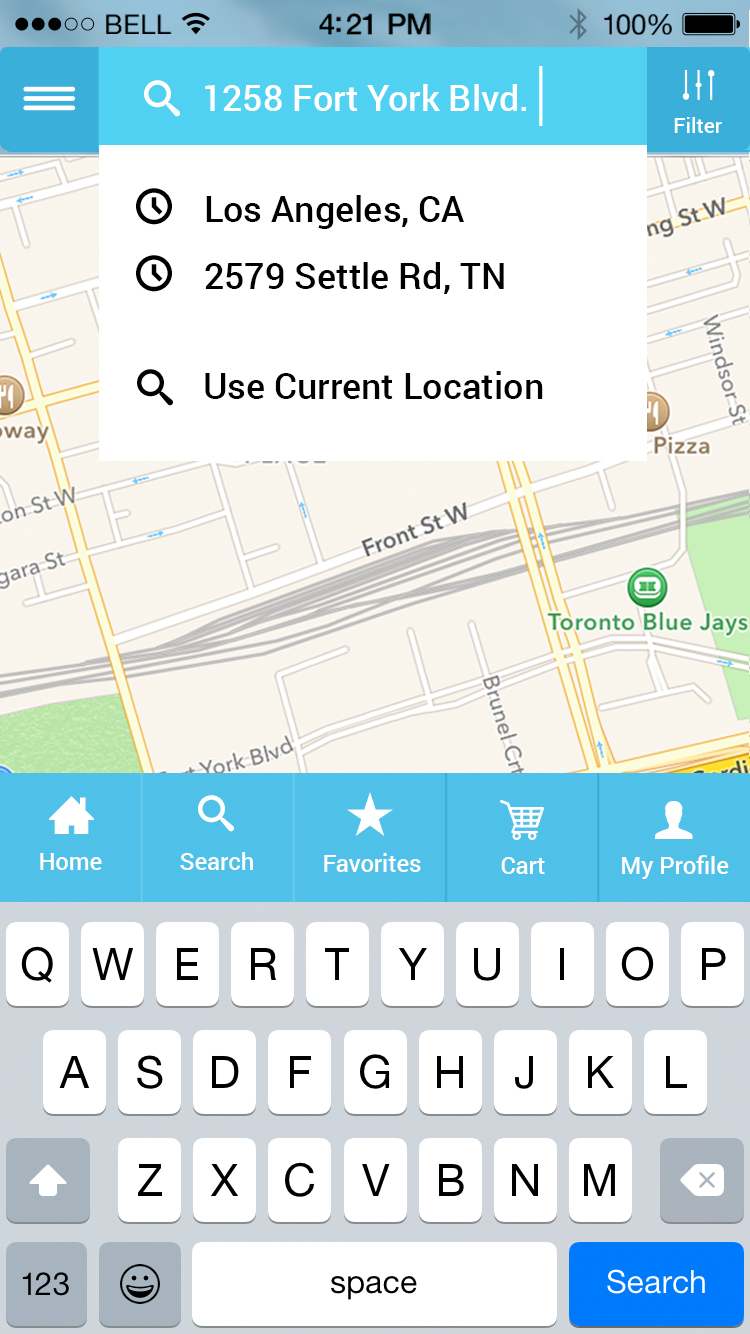 BELL 4:21 PM 100%
1258 Fort York Blvd.
Filter
Los Angeles, CA
2579 Settle Rd, TN
Use Current Location
ng St W
Windsor St
way
Pizza
on St W
Front St W
gara St
Toronto Blue Jays
Brunel Crt
York Blvd
Home Search Favorites Cart My Profile
Q W E R T Y U I O P
A S D F G H J K L
Z X C V B N M
123 space Search